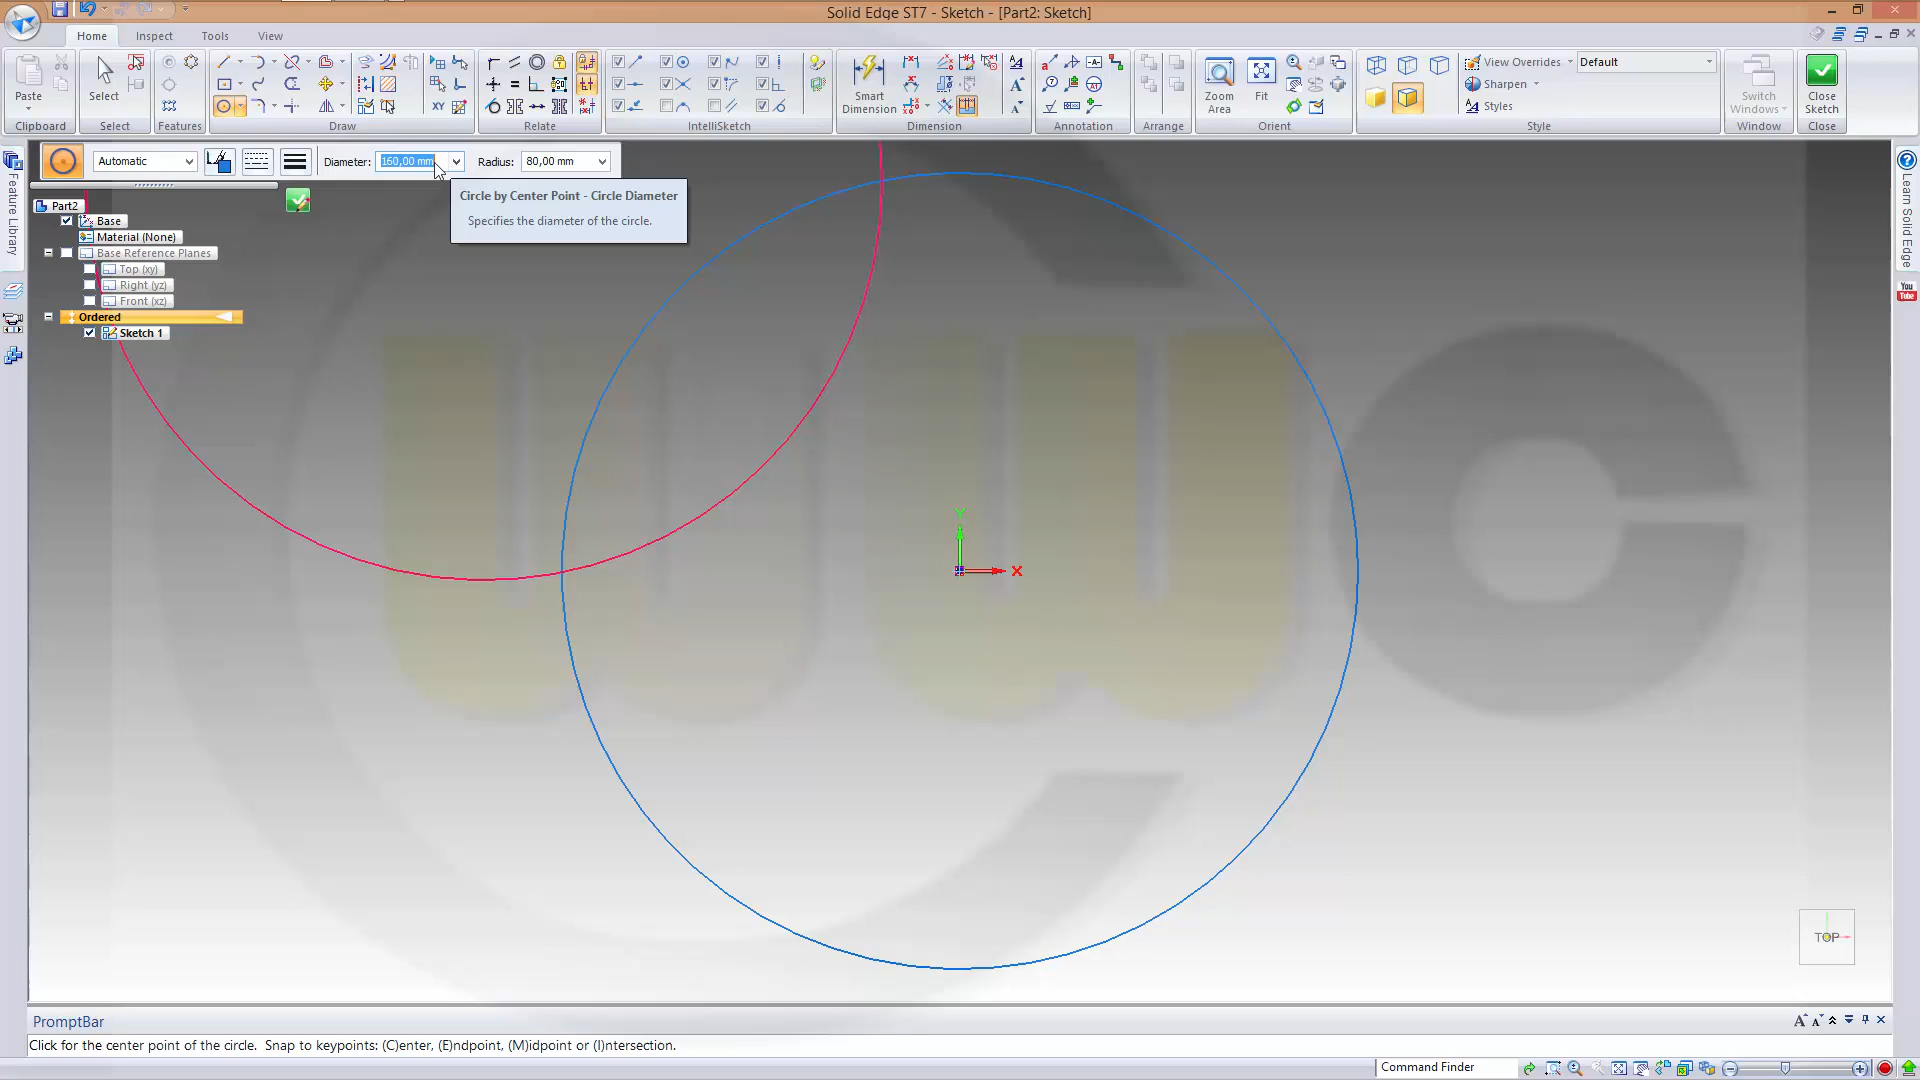 Solid Edge ST7 - Sketch - [Part2: Sketch]
Home Inspect Tools View
Paste
Clipboard
Select
Select
Features
Draw
Relate
IntelliSketch
Smart Dimension
Dimension
Annotation
Arrange
Zoom Area
Fit
Orient
View Overrides
Default
Sharpen
Styles
Style
Switch Windows
Window
Close Sketch
Close
Automatic
Diameter: 160,00 mm
Radius: 80,00 mm
Circle by Center Point - Circle Diameter
Specifies the diameter of the circle.
Feature Library
Learn Solid Edge
You Tube
Part2
Base
Material (None)
Base Reference Planes
Top (xy)
Right (yz)
Front (xz)
Ordered
Sketch 1
Y
X
TOP
PromptBar
Click for the center point of the circle. Snap to keypoints: (C)enter, (E)ndpoint, (M)idpoint or (I)ntersection.
Command Finder